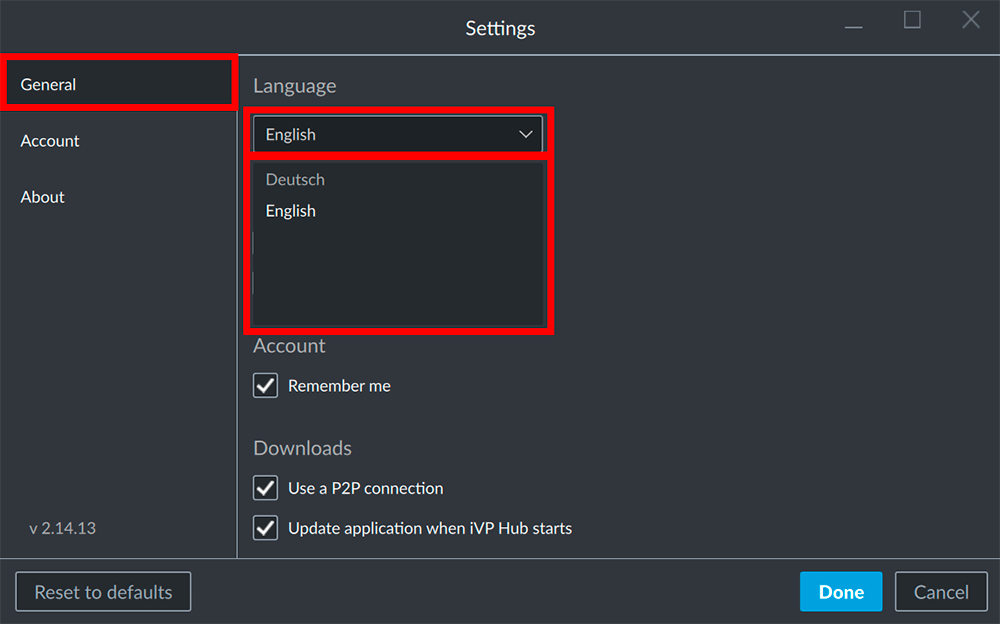 Settings
General
Account
About
v 2.14.13
Language
English
Deutsch
English
Account
Remember me
Downloads
Use a P2P connection
Update application when iVP Hub starts
Reset to defaults
Done
Cancel